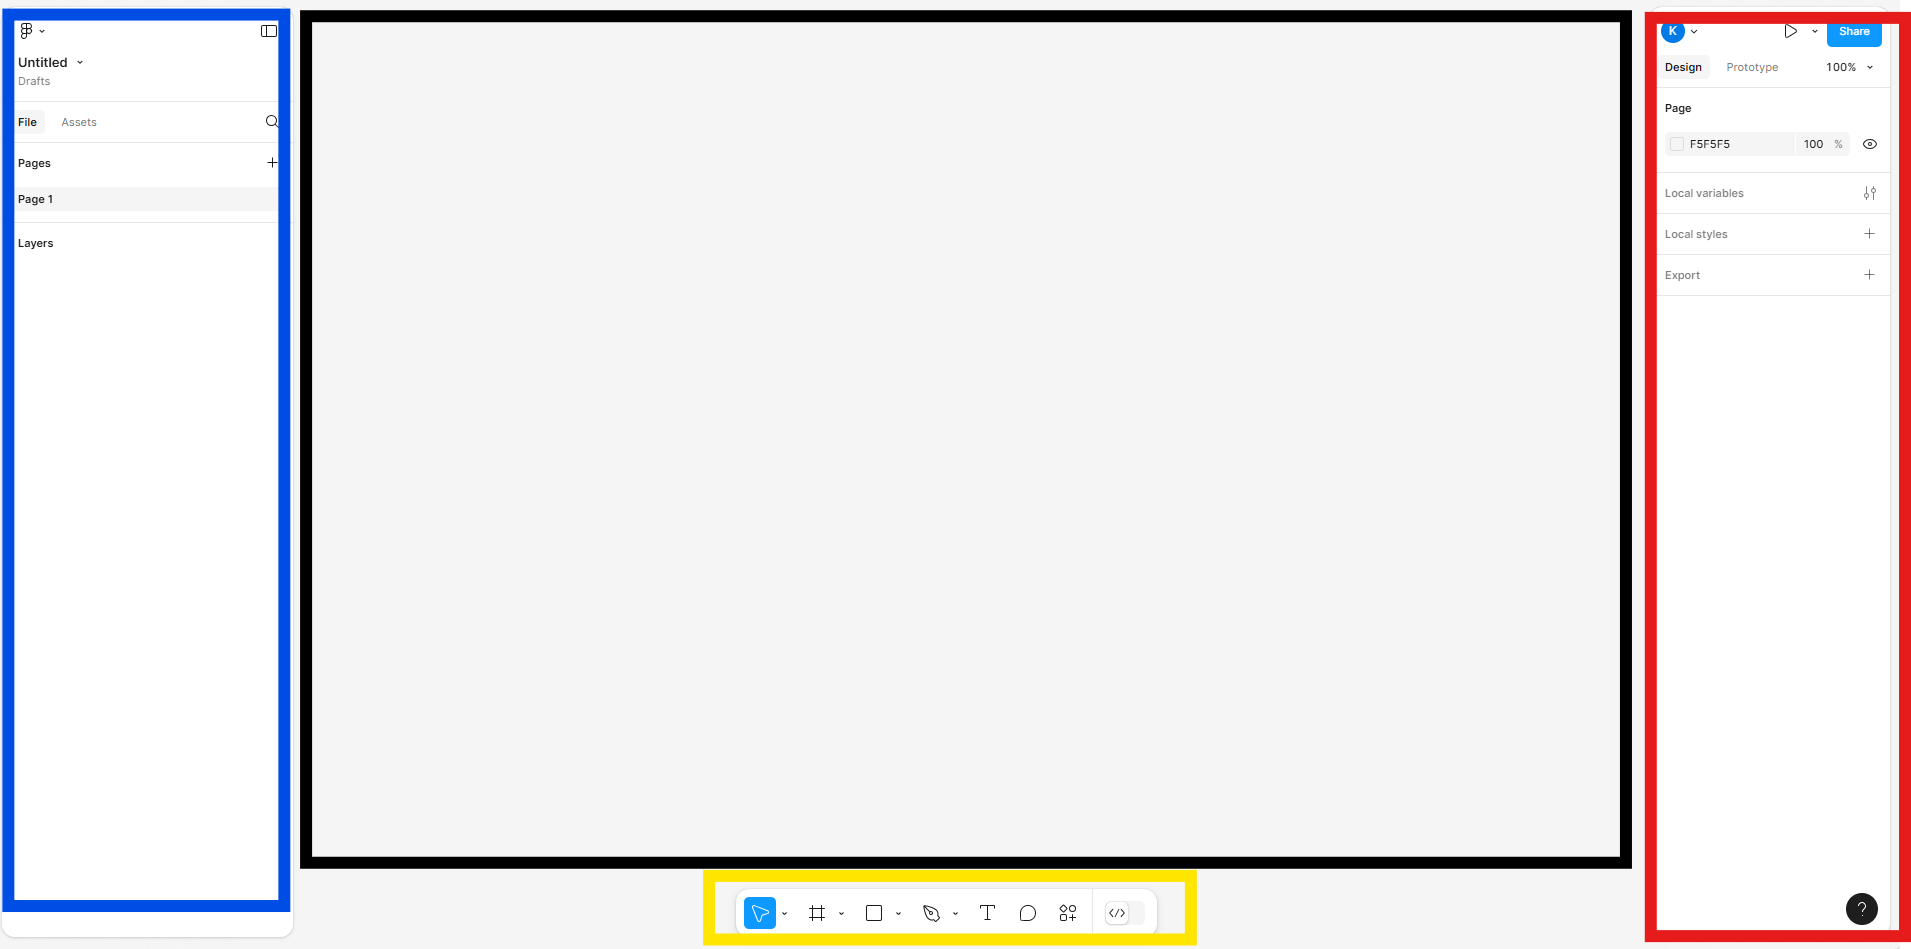 Untitled
Drafts
File Assets
Pages
Page 1
Layers
K Share
Design Prototype 100%
Page
F5F5F5 100 %
Local variables
Local styles
Export
T </>
?